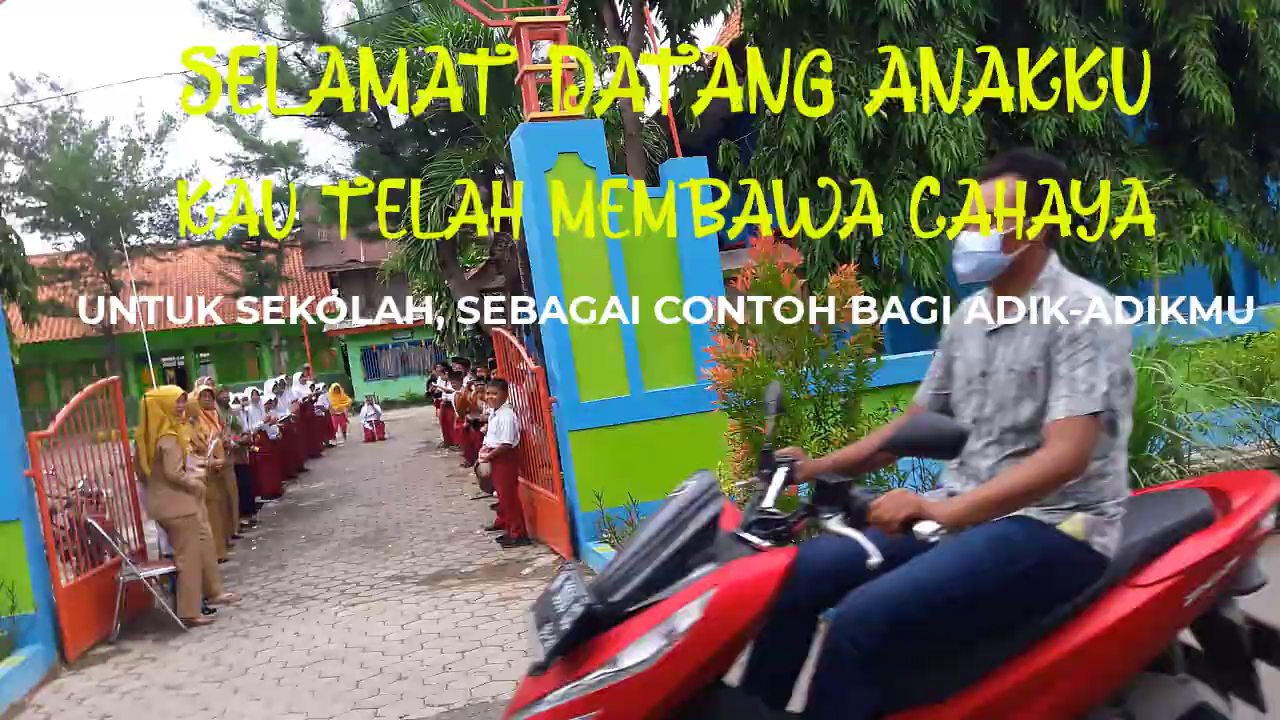 SELAMAT DATANG ANAKKU
KAU TELAH MEMBAWA CAHAYA
UNTUK SEKOLAH, SEBAGAI CONTOH BAGI ADIK-ADIKMU